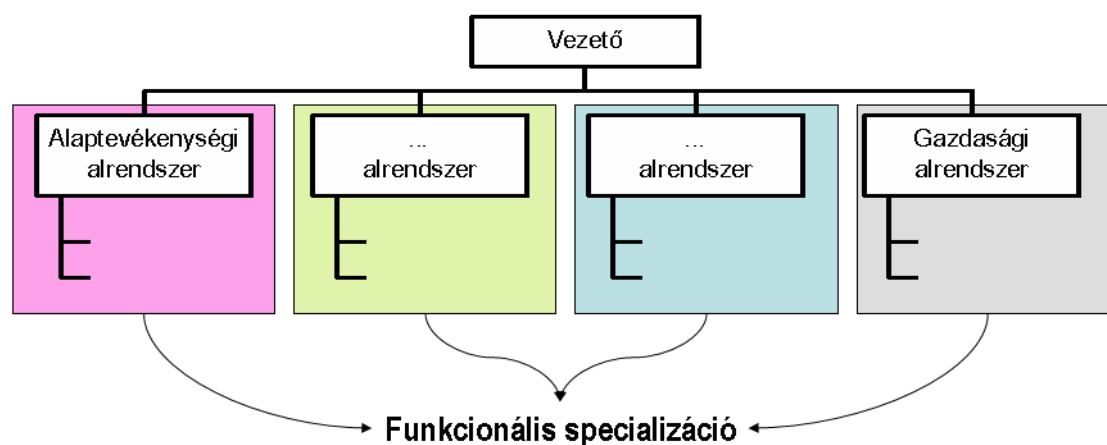 Vezető
Alaptevékenységi
alrendszer
...
alrendszer
...
alrendszer
Gazdasági
alrendszer
Funkcionális specializáció